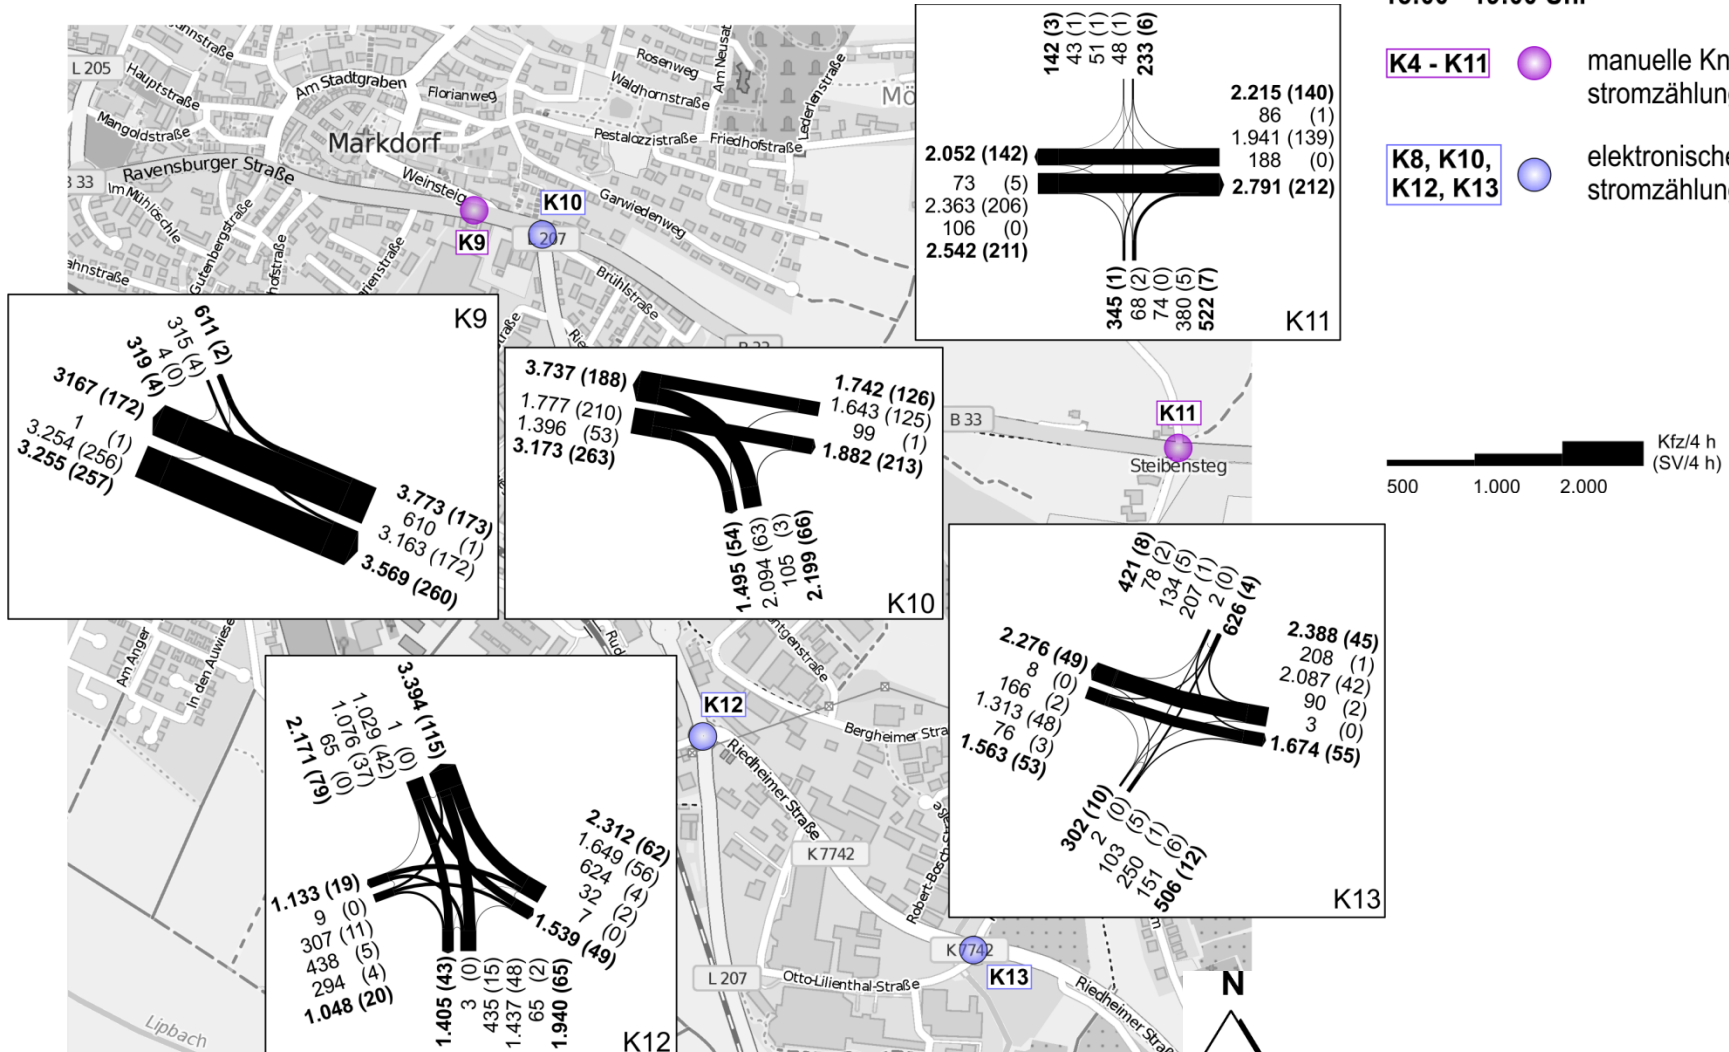 K4 - K11
manuelle Kn
stromzählung
K8, K10,
K12, K13
elektronische
stromzählung
Kfz/4 h
(SV/4 h)
500
1.000
2.000
L 205
Hauptstraße
Mangoldstraße
Am Stadtgraben
Florianweg
Rosenweg
Waldhornstraße
Am Neusat
Lederlenstraße
Pestalozzistraße
Friedhofstraße
Mö
Markdorf
Ravensburger Straße
Weinsteig
Im Mühlöschle
Gutenbergstraße
Garwiedenweg
Brühlstraße
K9
K10
K11
B 33
Steibensteg
K11
142 (3)
43 (1)
51 (1)
48 (1)
233 (6)
2.215 (140)
86 (1)
1.941 (139)
188 (0)
2.791 (212)
2.052 (142)
73 (5)
2.363 (206)
106 (0)
2.542 (211)
345 (1)
68 (2)
74 (0)
380 (5)
522 (7)
K9
611 (2)
315 (4)
4 (0)
319 (4)
3167 (172)
1 (1)
3.254 (256)
3.255 (257)
3.773 (173)
610 (1)
3.163 (172)
3.569 (260)
K10
3.737 (188)
1.777 (210)
1.396 (53)
3.173 (263)
1.742 (126)
1.643 (125)
99 (1)
1.882 (213)
1.495 (54)
2.094 (63)
105 (3)
2.199 (66)
K12
3.394 (115)
1 (0)
1.029 (42)
1.076 (37)
65 (0)
2.171 (79)
2.312 (62)
1.649 (56)
624 (4)
32 (2)
7 (0)
1.539 (49)
1.133 (19)
9 (0)
307 (11)
438 (5)
294 (4)
1.048 (20)
1.405 (43)
3 (0)
435 (15)
1.437 (48)
65 (2)
1.940 (65)
K13
421 (8)
78 (2)
134 (5)
207 (1)
2 (0)
626 (4)
2.388 (45)
208 (1)
2.087 (42)
90 (2)
3 (0)
1.674 (55)
2.276 (49)
8 (0)
166 (2)
1.313 (48)
76 (3)
1.563 (53)
302 (10)
2 (0)
103 (5)
250 (1)
151 (6)
506 (12)
Am Anger
In den Auwiese
Lipbach
K12
Riedheimer Straße
Bergheimer Stra
K 7742
K 7742
K13
L 207
Otto-Lilienthal-Straße
Riedheimer Straße
N